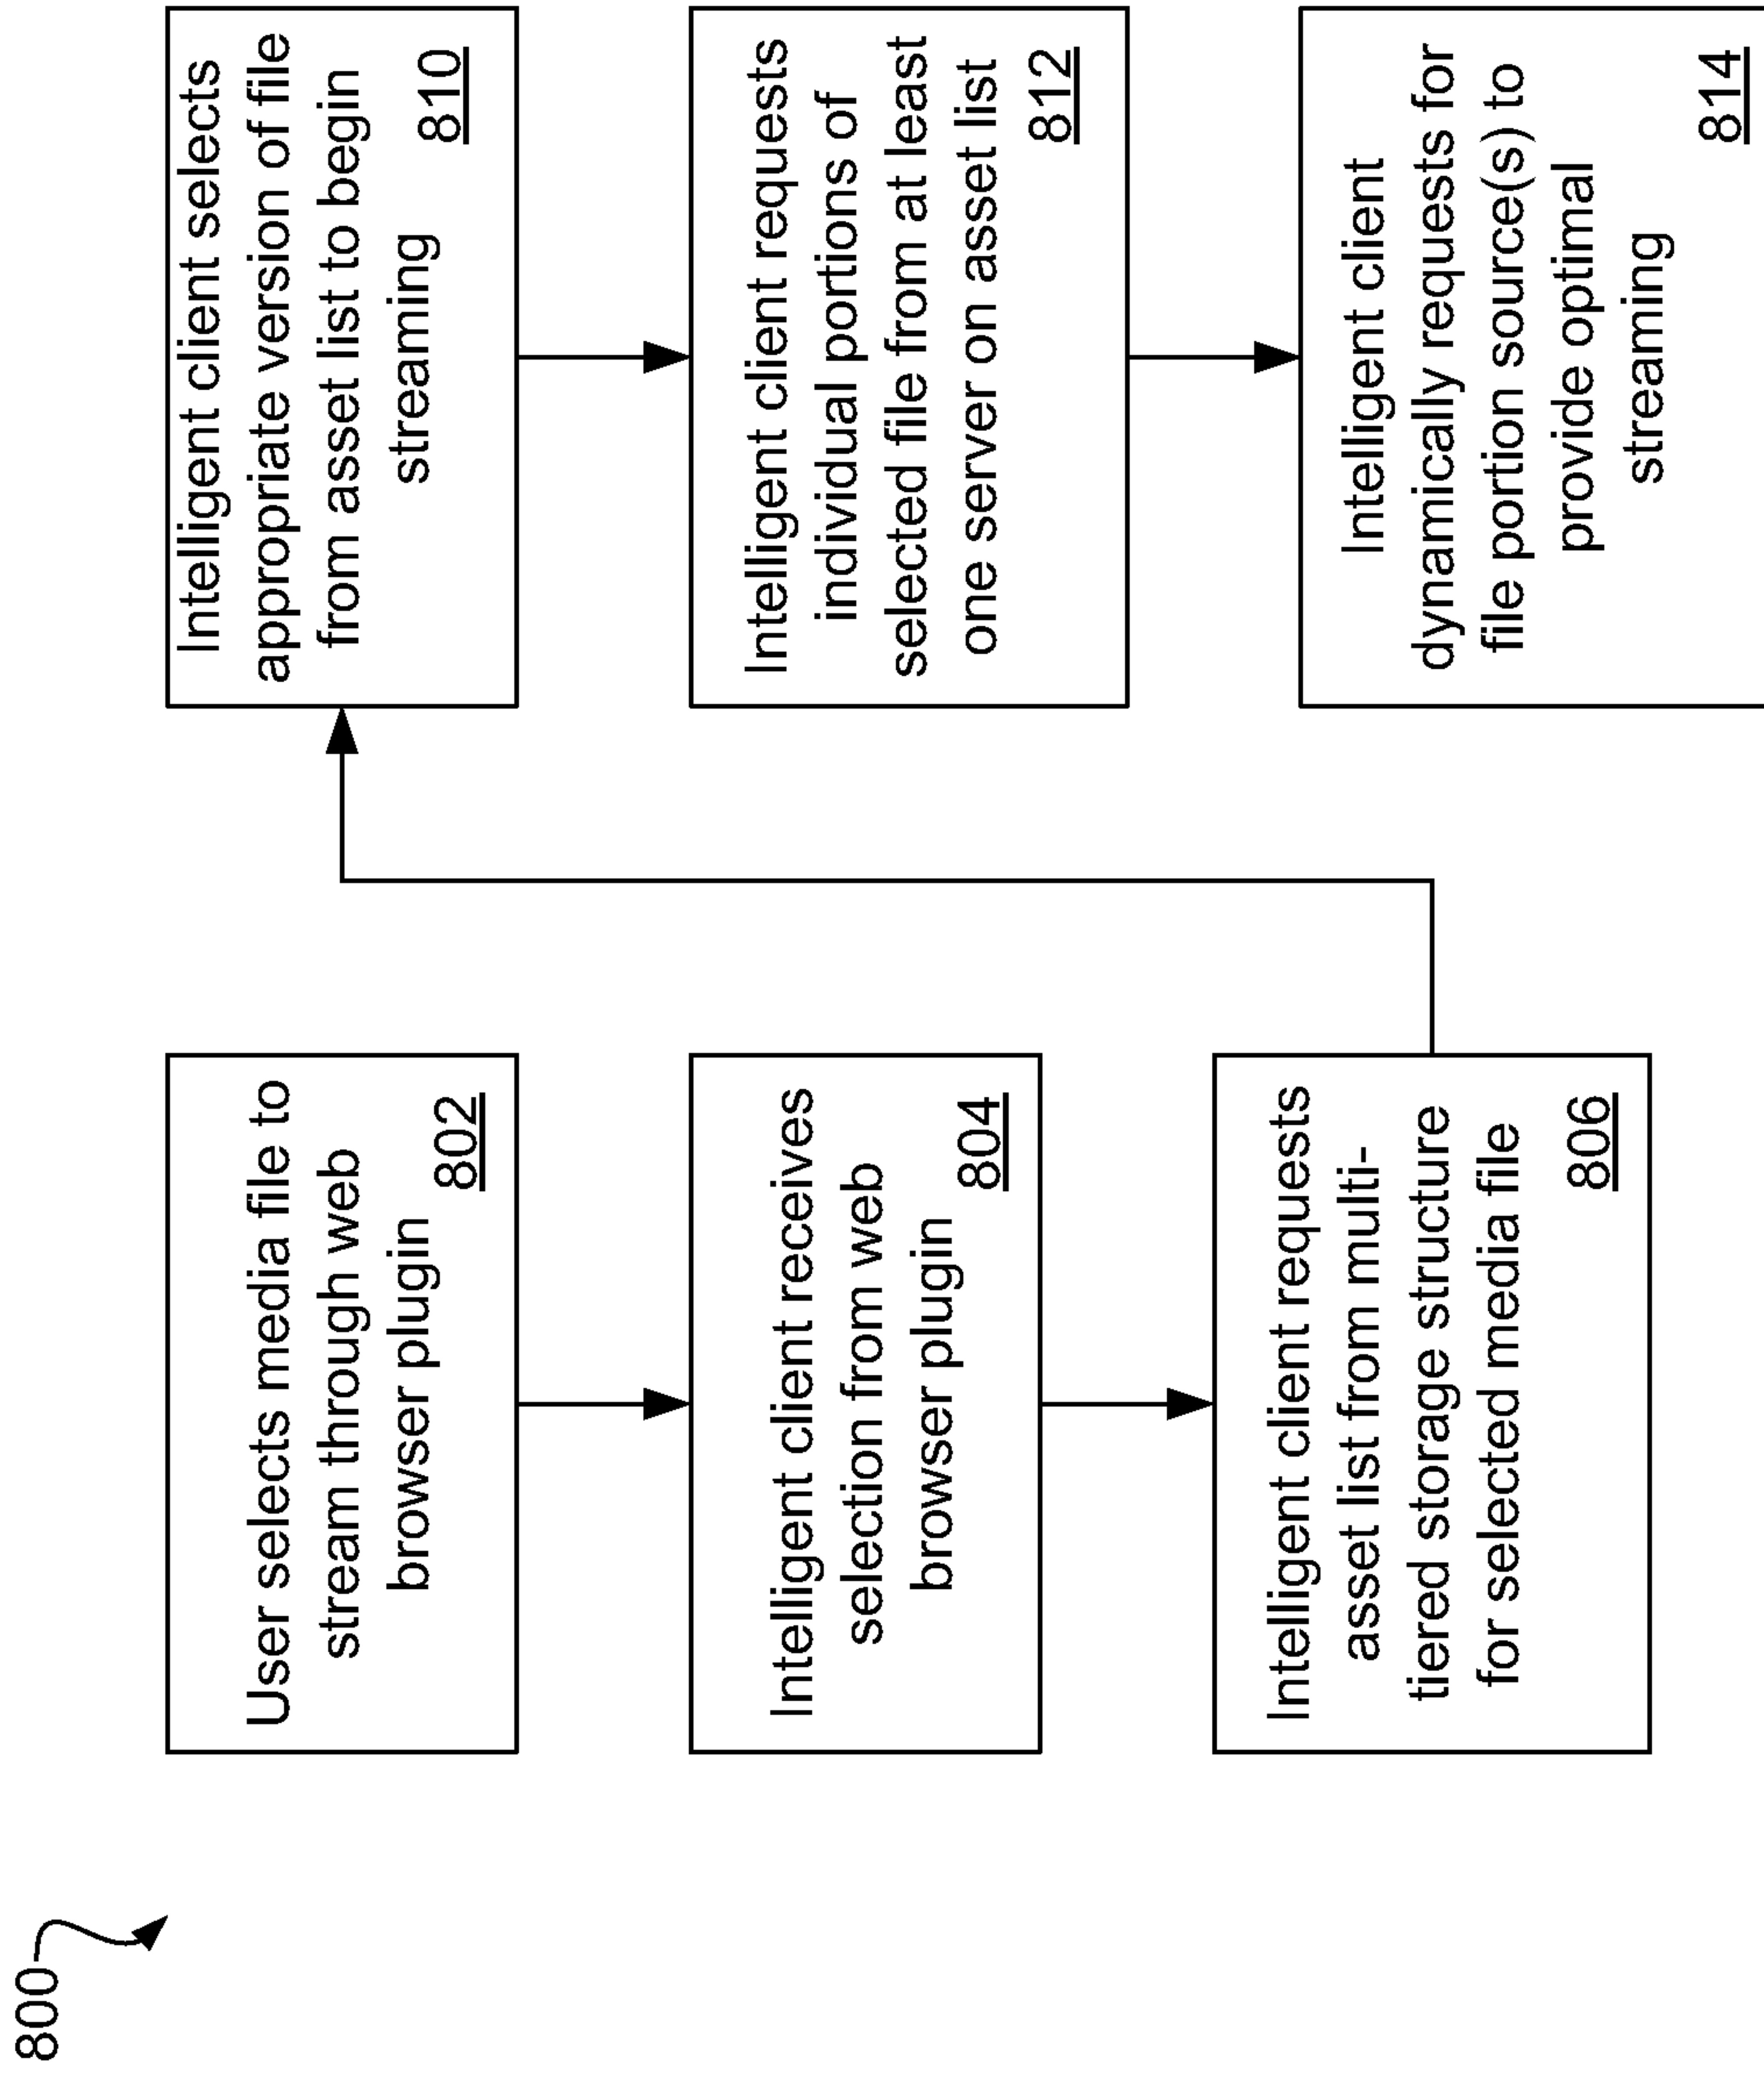 800
User selects media file to
stream through web
browser plugin
802
Intelligent client receives
selection from web
browser plugin
804
Intelligent client requests
asset list from multi-
tiered storage structure
for selected media file
806
Intelligent client selects
appropriate version of file
from asset list to begin
streaming
810
Intelligent client requests
individual portions of
selected file from at least
one server on asset list
812
Intelligent client
dynamically requests for
file portion source(s) to
provide optimal
streaming
814